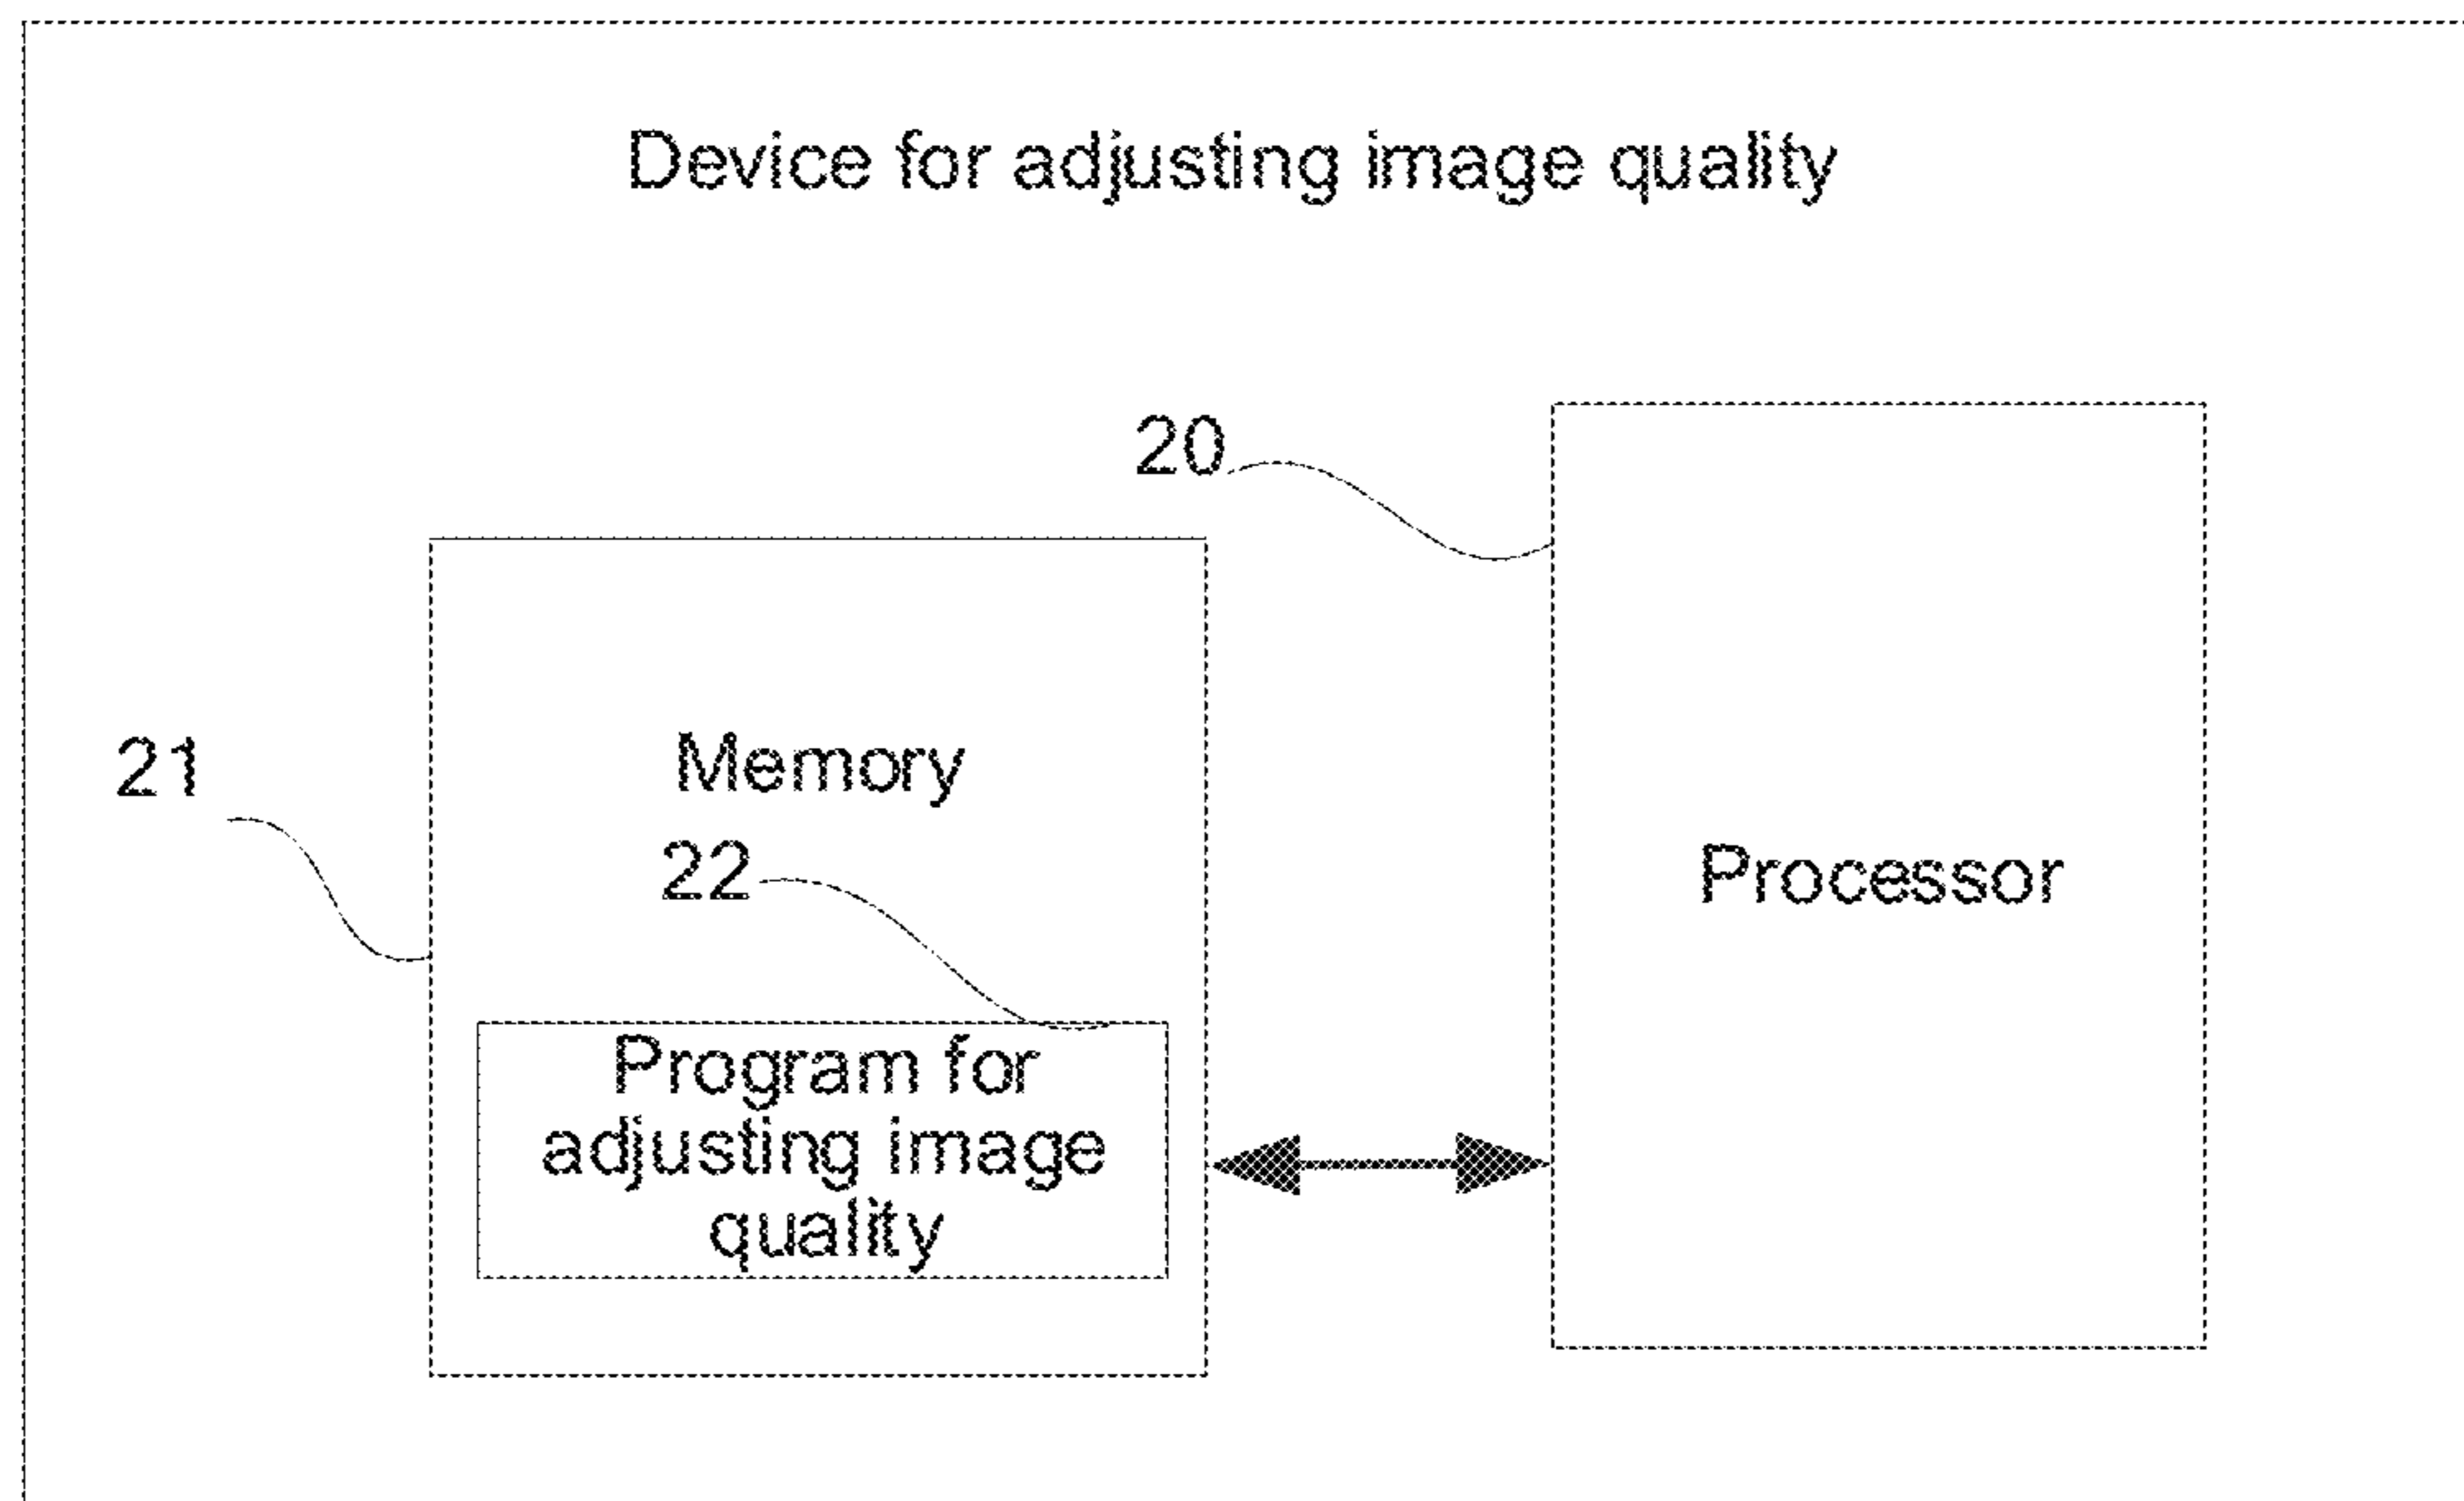 Device for adjusting image quality
20
21
Memory
22
Processor
Program for
adjusting image
quality